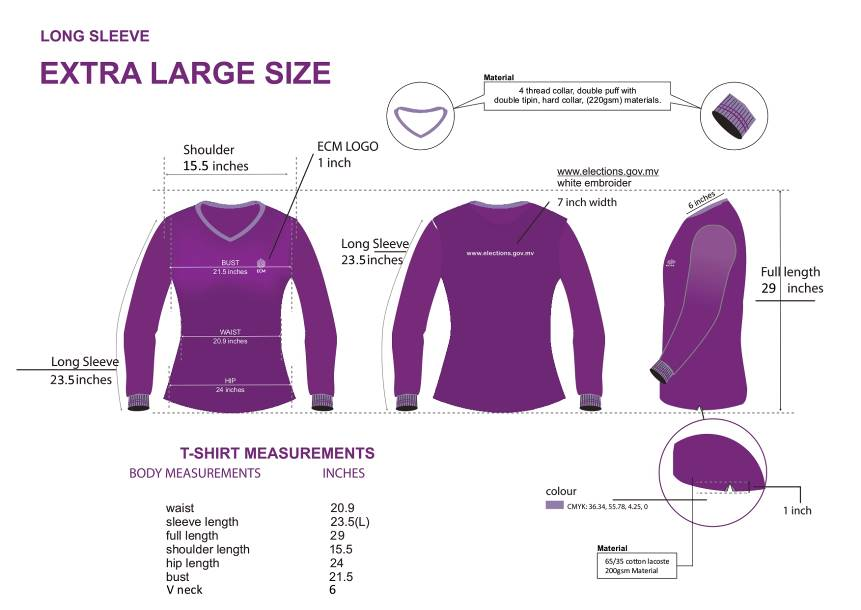 LONG SLEEVE
EXTRA LARGE SIZE
Material
4 thread collar, double puff with
double tipin, hard collar, (220gsm) materials.
Shoulder
15.5 inches
ECM LOGO
1 inch
www.elections.gov.mv
white embroider
7 inch width
6 inches
Long Sleeve
23.5inches
www.elections.gov.mv
BUST
21.5 inches
ECM
Full length
29 inches
WAIST
20.9 inches
Long Sleeve
23.5inches
HIP
24 inches
T-SHIRT MEASUREMENTS
BODY MEASUREMENTS INCHES
waist 20.9
sleeve length 23.5(L)
full length 29
shoulder length 15.5
hip length 24
bust 21.5
V neck 6
colour
CMYK: 36.34, 55.78, 4.25, 0
1 inch
Material
65/35 cotton lacoste
200gsm Material